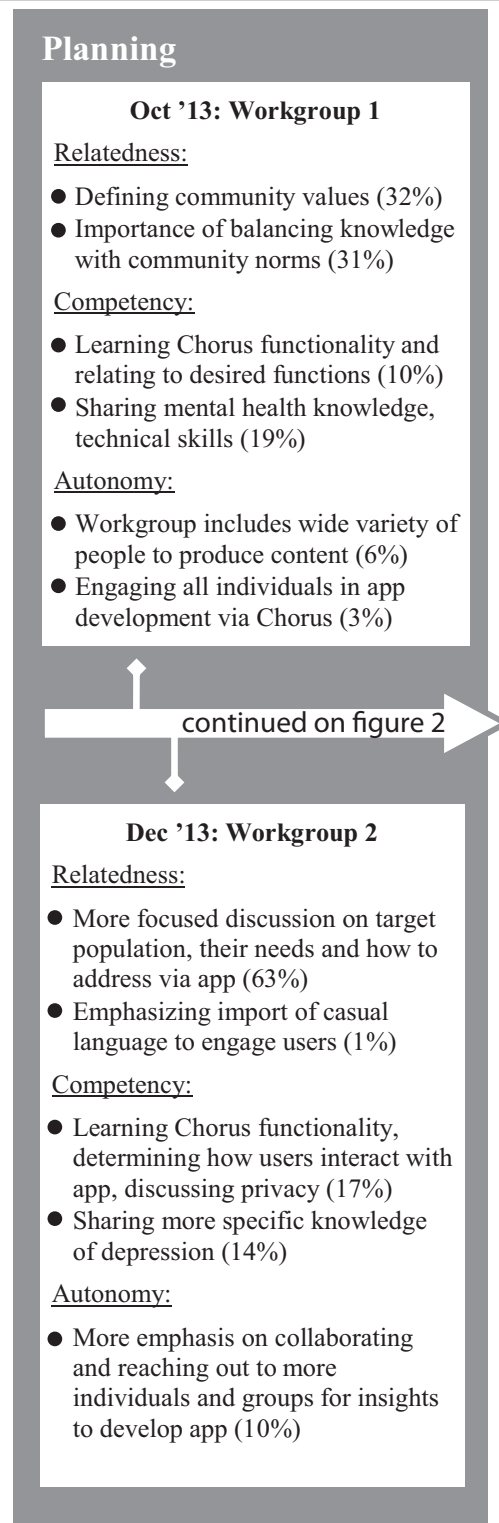 Planning
Oct ’13: Workgroup 1
Relatedness:
● Defining community values (32%)
● Importance of balancing knowledge
with community norms (31%)
Competency:
● Learning Chorus functionality and
relating to desired functions (10%)
● Sharing mental health knowledge,
technical skills (19%)
Autonomy:
● Workgroup includes wide variety of
people to produce content (6%)
● Engaging all individuals in app
development via Chorus (3%)
continued on figure 2
Dec ’13: Workgroup 2
Relatedness:
● More focused discussion on target
population, their needs and how to
address via app (63%)
● Emphasizing import of casual
language to engage users (1%)
Competency:
● Learning Chorus functionality,
determining how users interact with
app, discussing privacy (17%)
● Sharing more specific knowledge
of depression (14%)
Autonomy:
● More emphasis on collaborating
and reaching out to more
individuals and groups for insights
to develop app (10%)